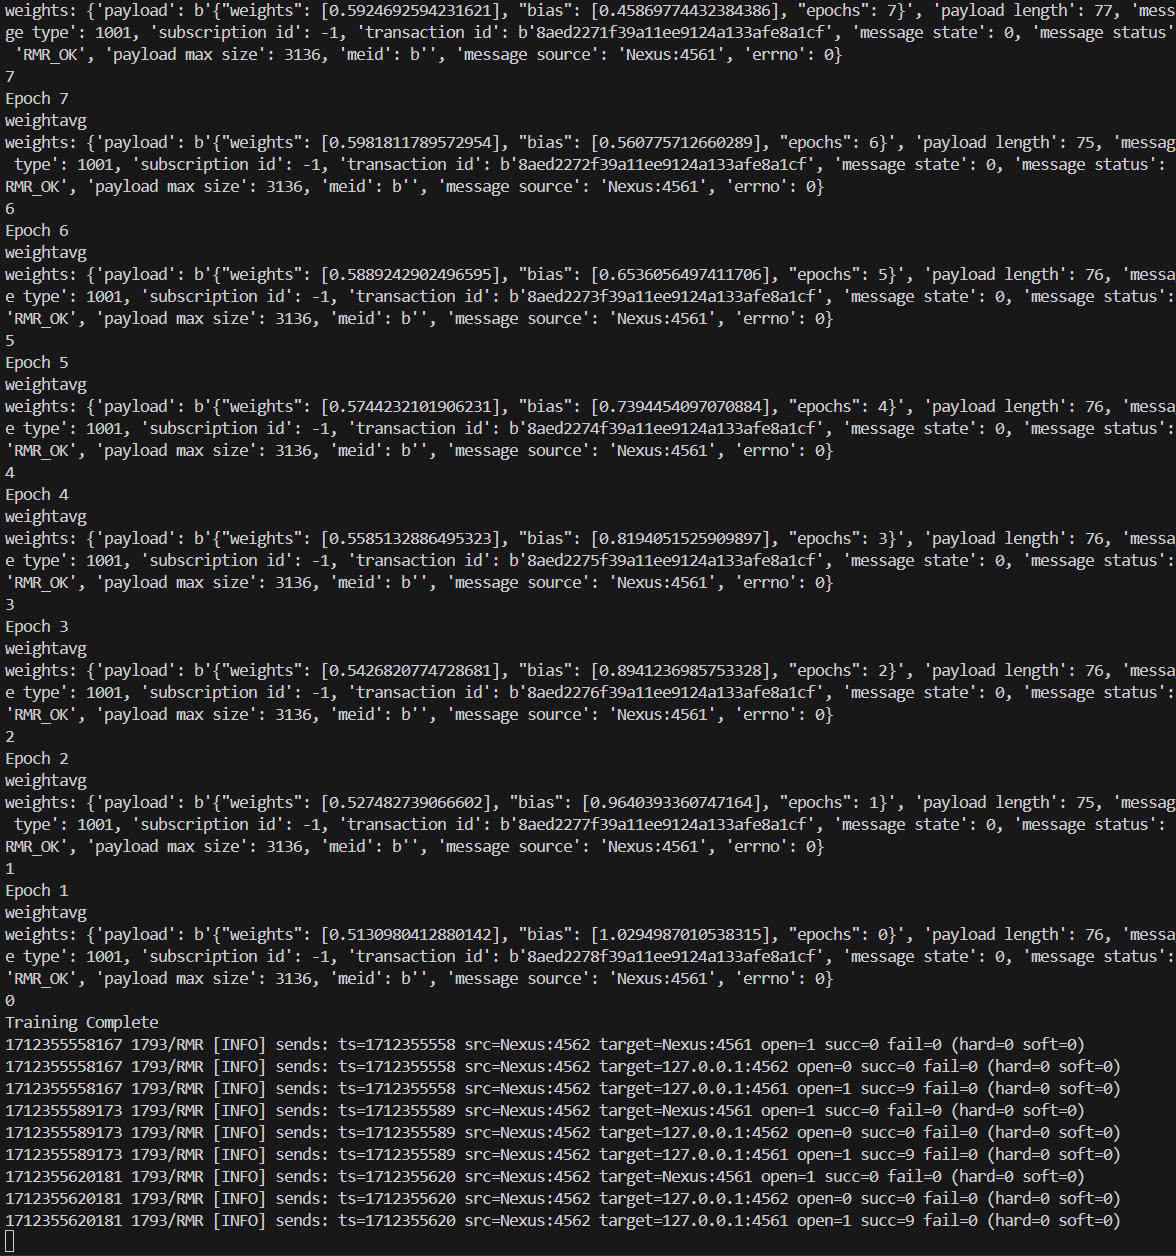 weights: {'payload': b'{"weights": [0.5924692594231621], "bias": [0.45869774432384386], "epochs": 7}', 'payload length': 77, 'mess
ge type': 1001, 'subscription id': -1, 'transaction id': b'8aed2271f39a11ee9124a133afe8a1cf', 'message state': 0, 'message status'
 'RMR_OK', 'payload max size': 3136, 'meid': b'', 'message source': 'Nexus:4561', 'errno': 0}
7
Epoch 7
weightavg
weights: {'payload': b'{"weights": [0.5981811789572954], "bias": [0.560775712660289], "epochs": 6}', 'payload length': 75, 'messag
 type': 1001, 'subscription id': -1, 'transaction id': b'8aed2272f39a11ee9124a133afe8a1cf', 'message state': 0, 'message status':
RMR_OK', 'payload max size': 3136, 'meid': b'', 'message source': 'Nexus:4561', 'errno': 0}
6
Epoch 6
weightavg
weights: {'payload': b'{"weights": [0.5889242902496595], "bias": [0.6536056497411706], "epochs": 5}', 'payload length': 76, 'messa
e type': 1001, 'subscription id': -1, 'transaction id': b'8aed2273f39a11ee9124a133afe8a1cf', 'message state': 0, 'message status':
'RMR_OK', 'payload max size': 3136, 'meid': b'', 'message source': 'Nexus:4561', 'errno': 0}
5
Epoch 5
weightavg
weights: {'payload': b'{"weights": [0.5744232101906231], "bias": [0.7394454097070884], "epochs": 4}', 'payload length': 76, 'messa
e type': 1001, 'subscription id': -1, 'transaction id': b'8aed2274f39a11ee9124a133afe8a1cf', 'message state': 0, 'message status':
'RMR_OK', 'payload max size': 3136, 'meid': b'', 'message source': 'Nexus:4561', 'errno': 0}
4
Epoch 4
weightavg
weights: {'payload': b'{"weights": [0.5585132886495323], "bias": [0.8194051525909897], "epochs": 3}', 'payload length': 76, 'messa
e type': 1001, 'subscription id': -1, 'transaction id': b'8aed2275f39a11ee9124a133afe8a1cf', 'message state': 0, 'message status':
'RMR_OK', 'payload max size': 3136, 'meid': b'', 'message source': 'Nexus:4561', 'errno': 0}
3
Epoch 3
weightavg
weights: {'payload': b'{"weights": [0.5426820774728681], "bias": [0.8941236985753328], "epochs": 2}', 'payload length': 76, 'messa
e type': 1001, 'subscription id': -1, 'transaction id': b'8aed2276f39a11ee9124a133afe8a1cf', 'message state': 0, 'message status':
'RMR_OK', 'payload max size': 3136, 'meid': b'', 'message source': 'Nexus:4561', 'errno': 0}
2
Epoch 2
weightavg
weights: {'payload': b'{"weights": [0.527482739066602], "bias": [0.9640393360747164], "epochs": 1}', 'payload length': 75, 'messag
 type': 1001, 'subscription id': -1, 'transaction id': b'8aed2277f39a11ee9124a133afe8a1cf', 'message state': 0, 'message status':
RMR_OK', 'payload max size': 3136, 'meid': b'', 'message source': 'Nexus:4561', 'errno': 0}
1
Epoch 1
weightavg
weights: {'payload': b'{"weights": [0.5130980412880142], "bias": [1.0294987010538315], "epochs": 0}', 'payload length': 76, 'messa
e type': 1001, 'subscription id': -1, 'transaction id': b'8aed2278f39a11ee9124a133afe8a1cf', 'message state': 0, 'message status':
'RMR_OK', 'payload max size': 3136, 'meid': b'', 'message source': 'Nexus:4561', 'errno': 0}
0
Training Complete
1712355558167 1793/RMR [INFO] sends: ts=1712355558 src=Nexus:4562 target=Nexus:4561 open=1 succ=0 fail=0 (hard=0 soft=0)
1712355558167 1793/RMR [INFO] sends: ts=1712355558 src=Nexus:4562 target=127.0.0.1:4562 open=0 succ=0 fail=0 (hard=0 soft=0)
1712355558167 1793/RMR [INFO] sends: ts=1712355558 src=Nexus:4562 target=127.0.0.1:4561 open=1 succ=9 fail=0 (hard=0 soft=0)
1712355589173 1793/RMR [INFO] sends: ts=1712355589 src=Nexus:4562 target=Nexus:4561 open=1 succ=0 fail=0 (hard=0 soft=0)
1712355589173 1793/RMR [INFO] sends: ts=1712355589 src=Nexus:4562 target=127.0.0.1:4562 open=0 succ=0 fail=0 (hard=0 soft=0)
1712355589173 1793/RMR [INFO] sends: ts=1712355589 src=Nexus:4562 target=127.0.0.1:4561 open=1 succ=9 fail=0 (hard=0 soft=0)
1712355620181 1793/RMR [INFO] sends: ts=1712355620 src=Nexus:4562 target=Nexus:4561 open=1 succ=0 fail=0 (hard=0 soft=0)
1712355620181 1793/RMR [INFO] sends: ts=1712355620 src=Nexus:4562 target=127.0.0.1:4562 open=0 succ=0 fail=0 (hard=0 soft=0)
1712355620181 1793/RMR [INFO] sends: ts=1712355620 src=Nexus:4562 target=127.0.0.1:4561 open=1 succ=9 fail=0 (hard=0 soft=0)